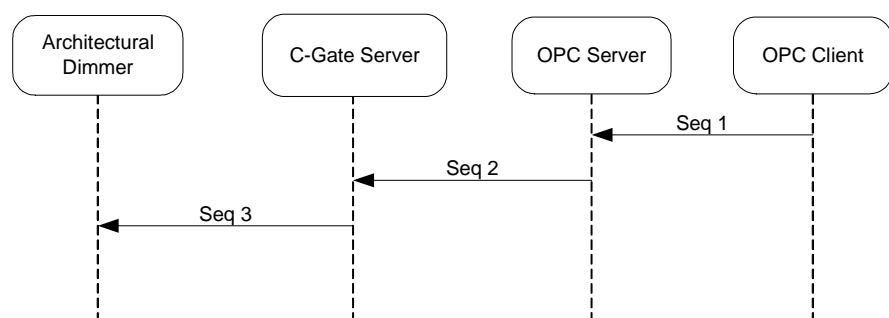 Architectural
Dimmer
C-Gate Server
OPC Server
OPC Client
Seq 1
Seq 2
Seq 3